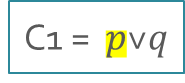 C1 = p∨q